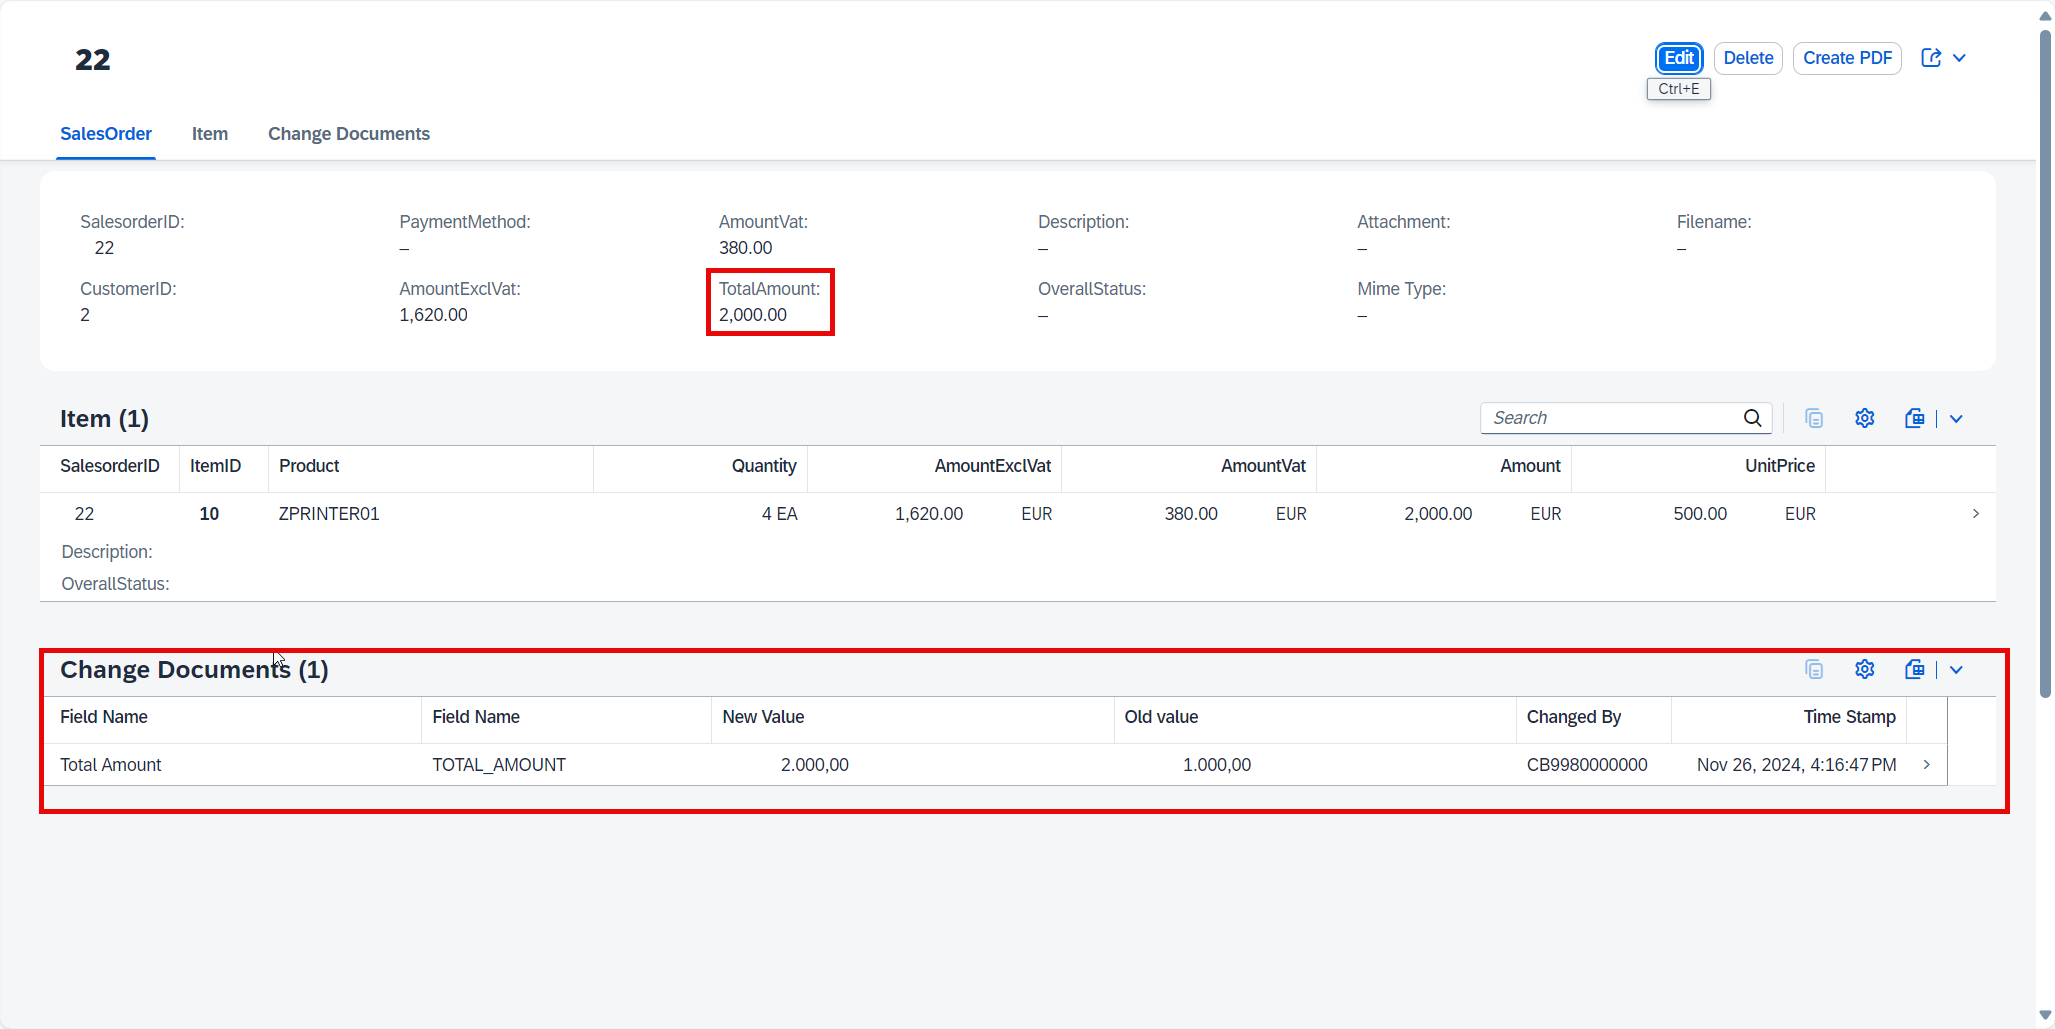 22
Edit Delete Create PDF
Ctrl+E
SalesOrder Item Change Documents
SalesorderID: PaymentMethod: AmountVat: Description: Attachment: Filename:
22 – 380.00 – – –
CustomerID: AmountExclVat: TotalAmount: OverallStatus: Mime Type:
2 1,620.00 2,000.00 – –
Item (1) Search
SalesorderID ItemID Product Quantity AmountExclVat AmountVat Amount UnitPrice
22 10 ZPRINTER01 4 EA 1,620.00 EUR 380.00 EUR 2,000.00 EUR 500.00 EUR
Description:
OverallStatus:
Change Documents (1)
Field Name Field Name New Value Old value Changed By Time Stamp
Total Amount TOTAL_AMOUNT 2.000,00 1.000,00 CB9980000000 Nov 26, 2024, 4:16:47 PM